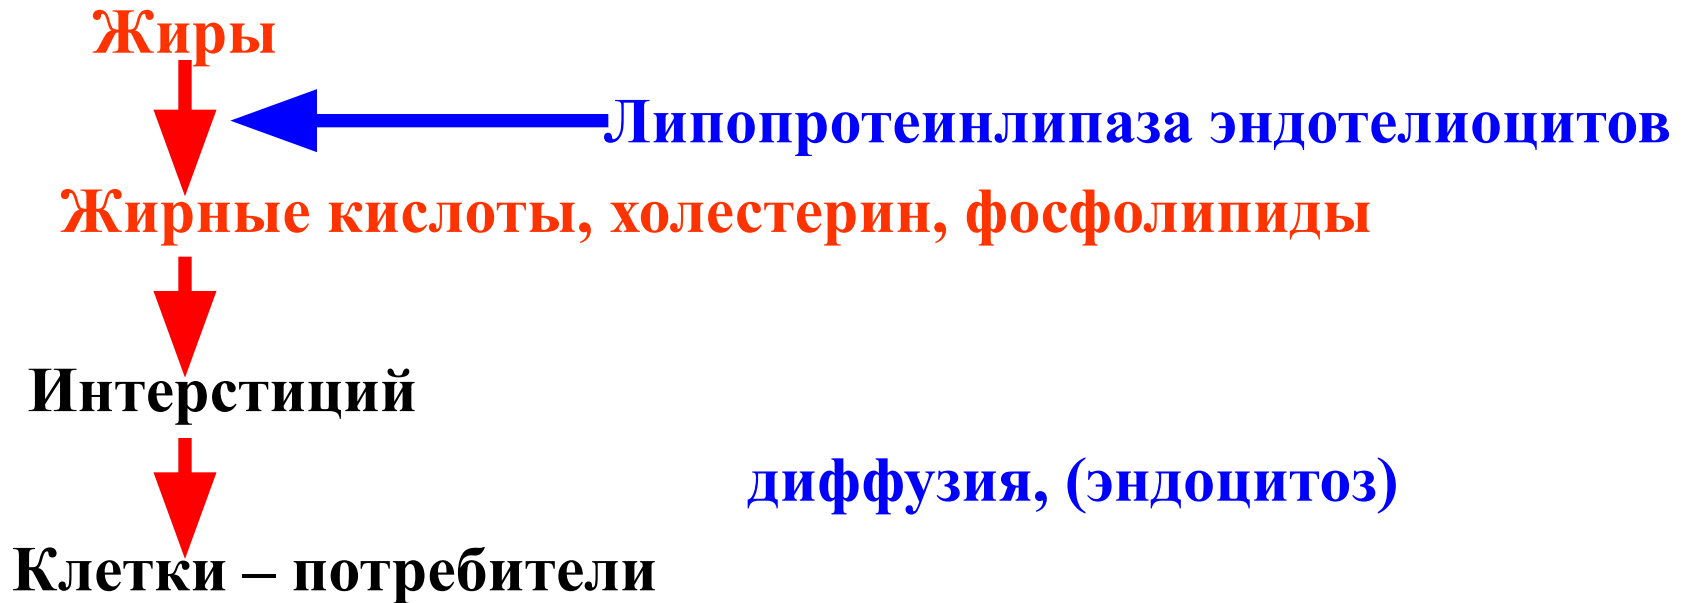 Жиры
Липопротеинлипаза эндотелиоцитов
Жирные кислоты, холестерин, фосфолипиды
Интерстиций
диффузия, (эндоцитоз)
Клетки – потребители